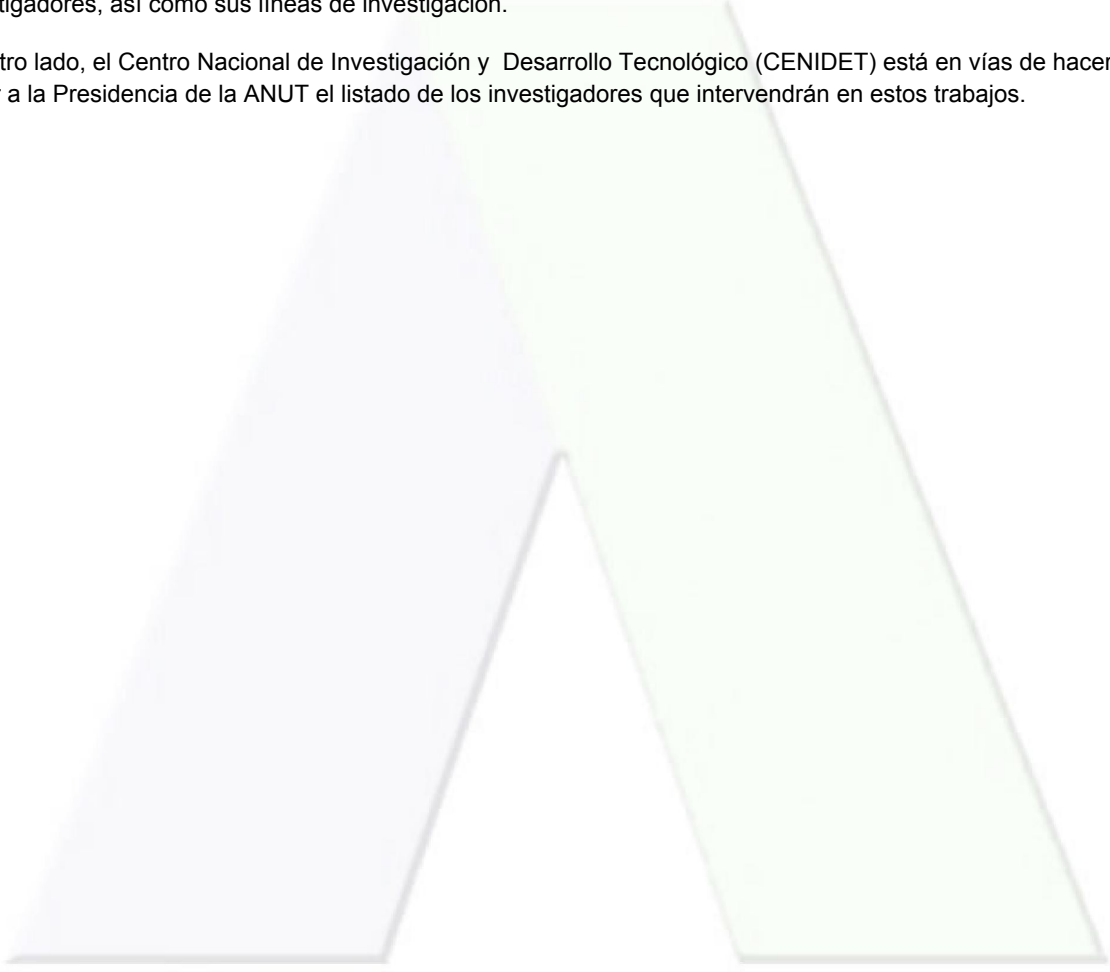 tigadores, así como sus líneas de investigación.
tro lado, el Centro Nacional de Investigación y Desarrollo Tecnológico (CENIDET) está en vías de hacer
r a la Presidencia de la ANUT el listado de los investigadores que intervendrán en estos trabajos.